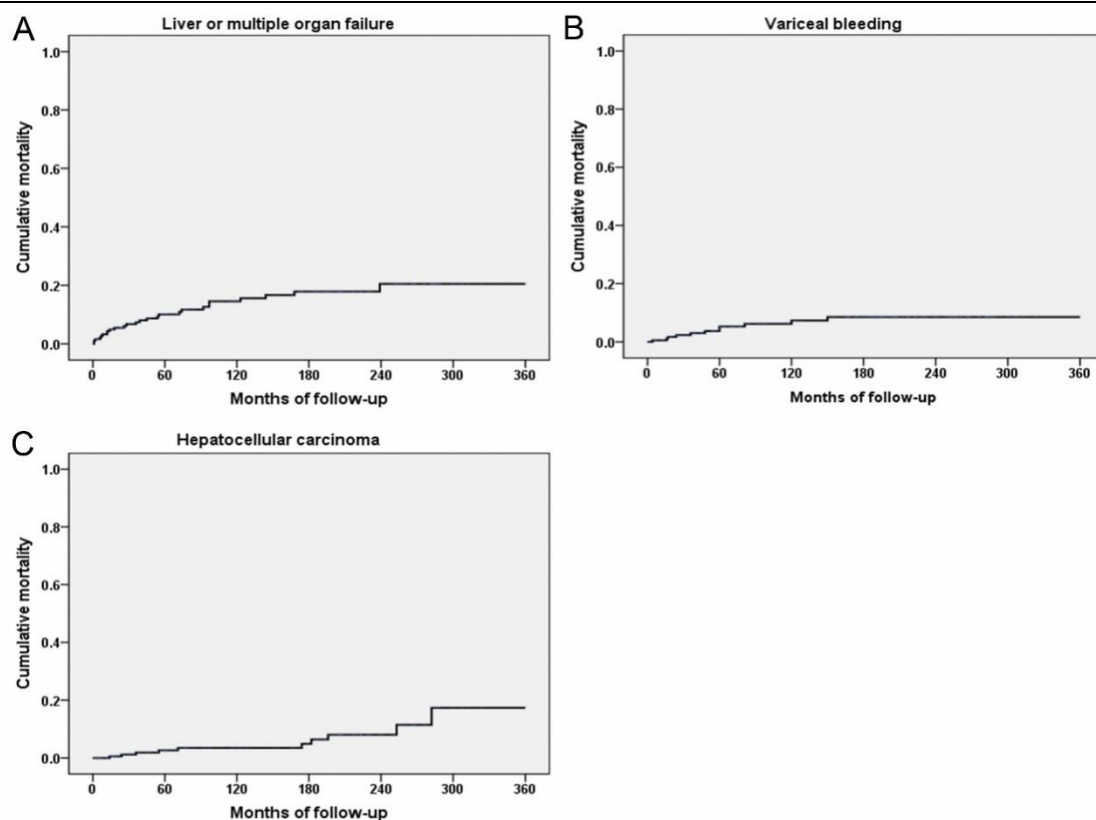 A
Liver or multiple organ failure
Cumulative mortality
1.0
0.8
0.6
0.4
0.2
0.0
0 60 120 180 240 300 360
Months of follow-up
B
Variceal bleeding
Cumulative mortality
1.0
0.8
0.6
0.4
0.2
0.0
0 60 120 180 240 300 360
Months of follow-up
C
Hepatocellular carcinoma
Cumulative mortality
1.0
0.8
0.6
0.4
0.2
0.0
0 60 120 180 240 300 360
Months of follow-up